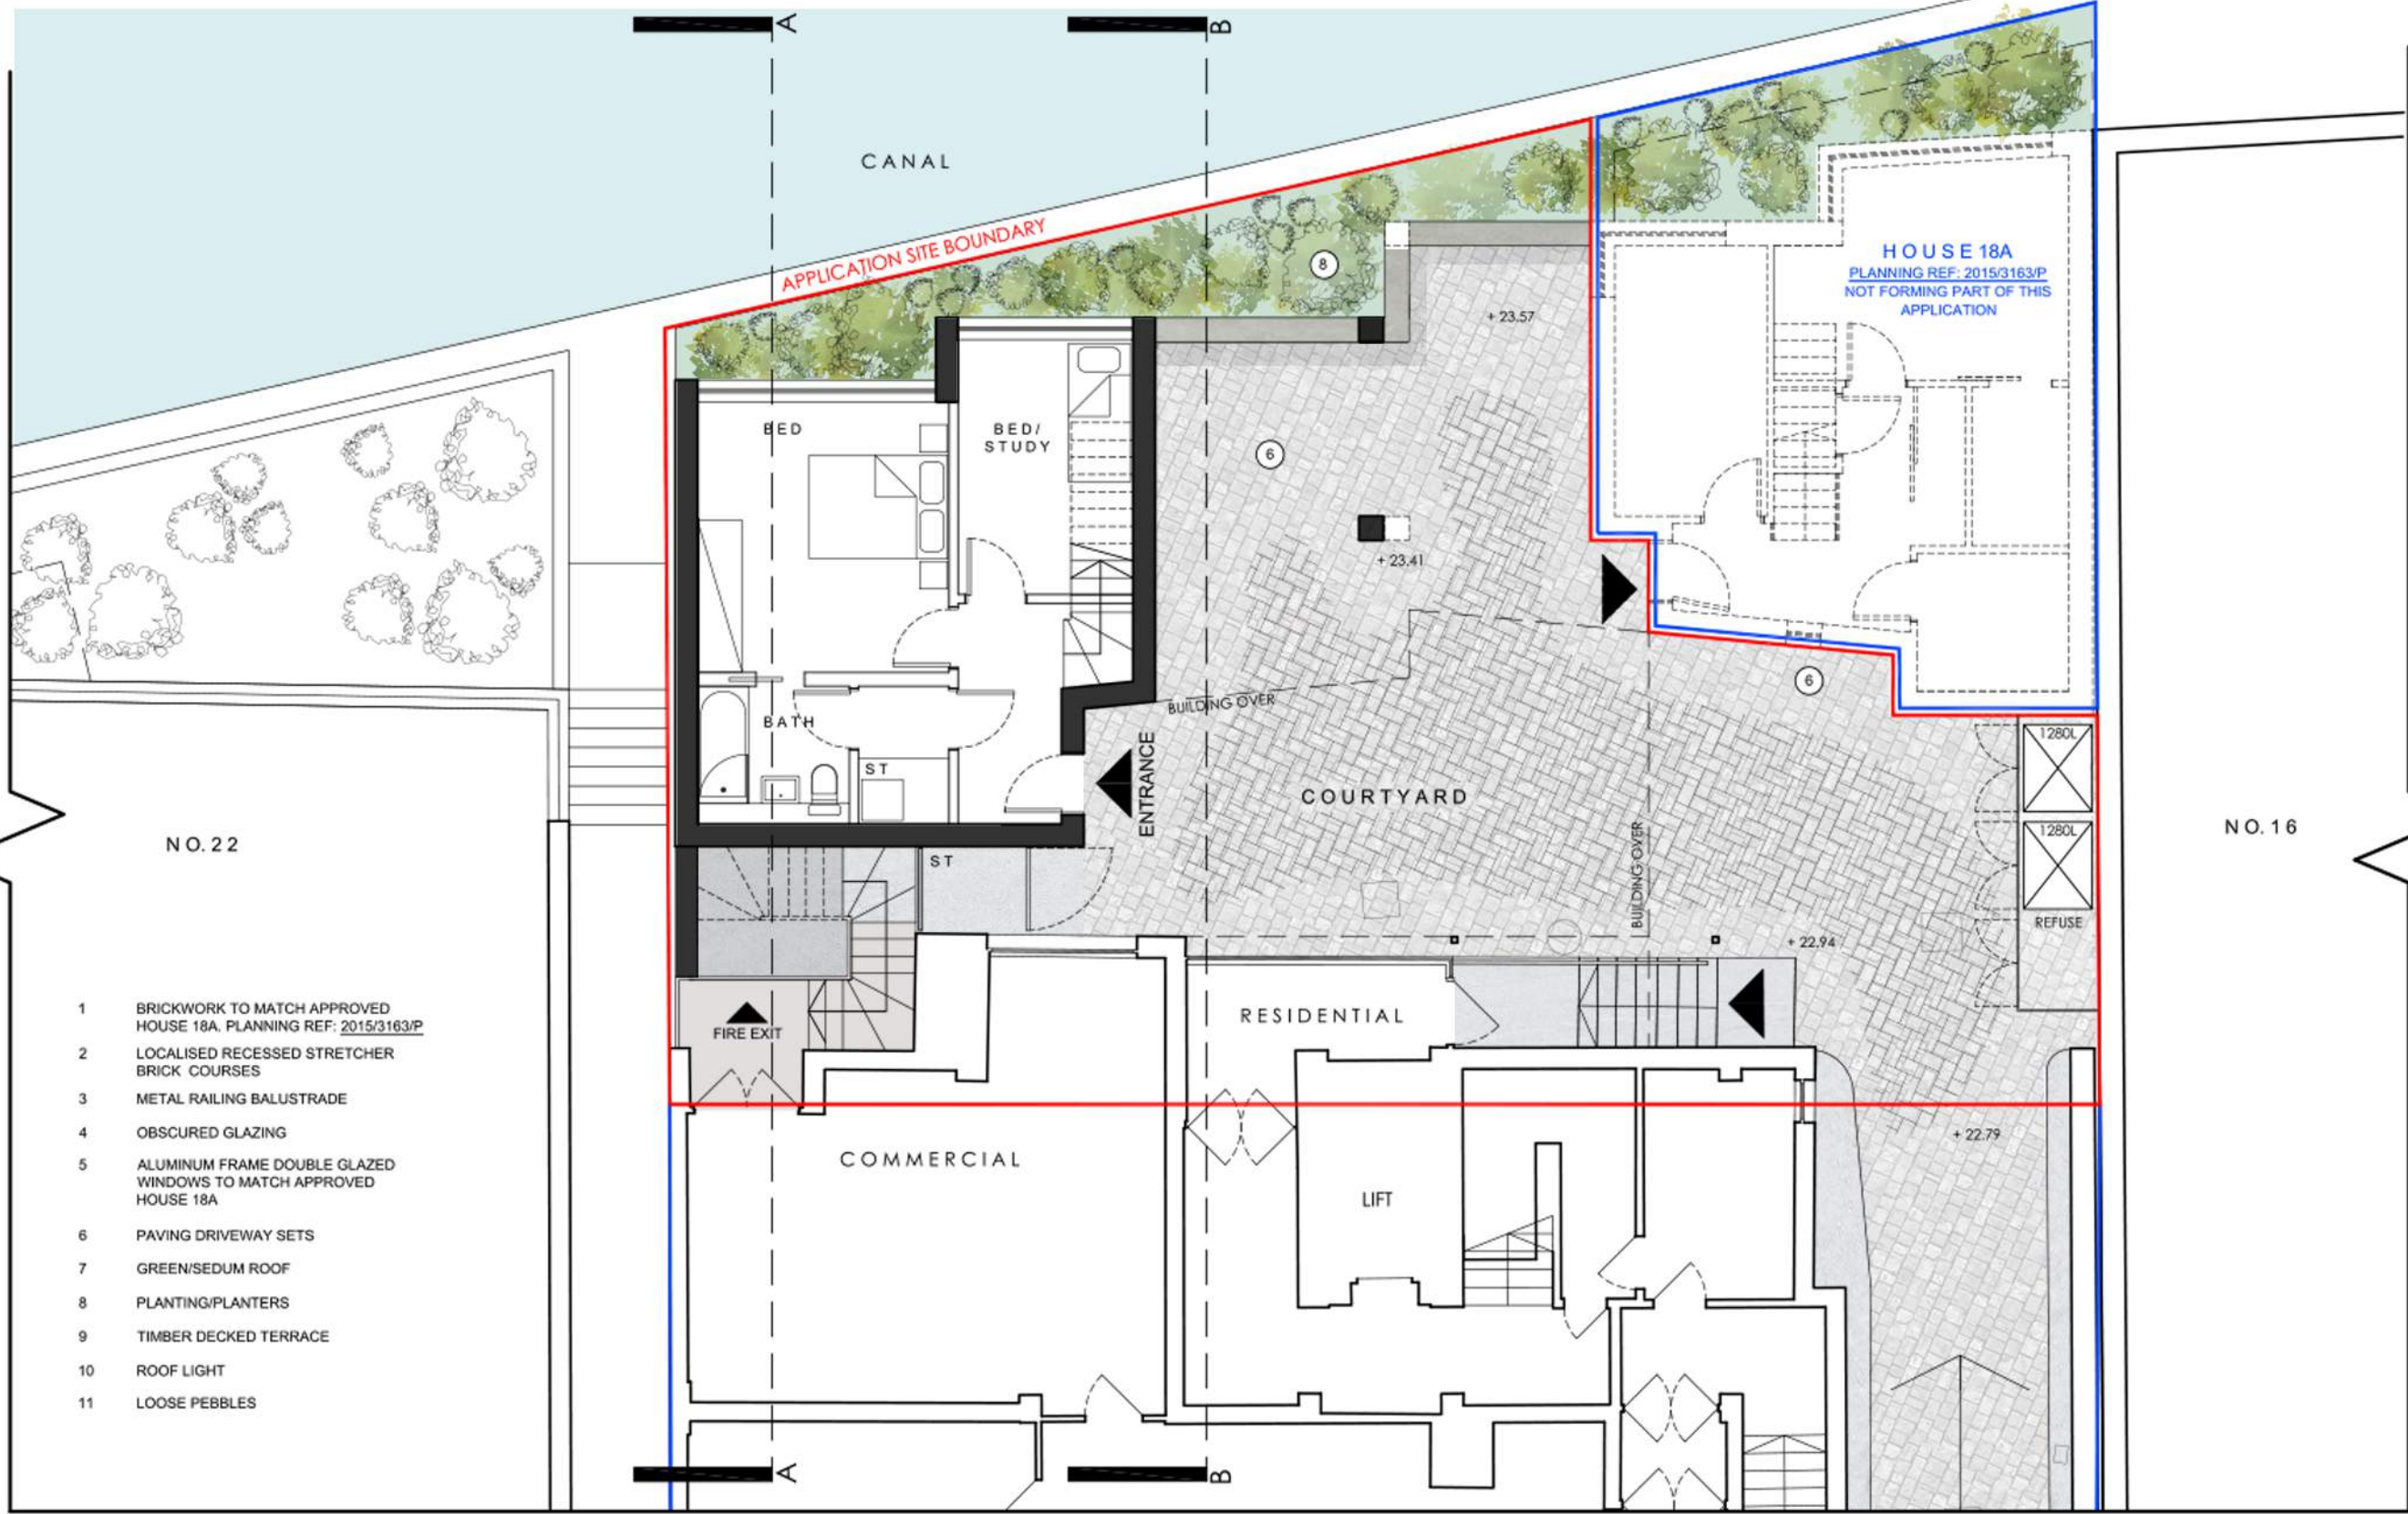 A
B
CANAL
APPLICATION SITE BOUNDARY
8
HOUSE 18A
PLANNING REF: 2015/3163/P
NOT FORMING PART OF THIS
APPLICATION
+ 23.57
BED
BED/
STUDY
6
+ 23.41
6
BATH
BUILDING OVER
ST
ENTRANCE
COURTYARD
BUILDING OVER
1280L
1280L
REFUSE
NO.22
NO.16
ST
+ 22.94
FIRE EXIT
RESIDENTIAL
COMMERCIAL
LIFT
+ 22.79
1 BRICKWORK TO MATCH APPROVED
HOUSE 18A. PLANNING REF: 2015/3163/P
2 LOCALISED RECESSED STRETCHER
BRICK COURSES
3 METAL RAILING BALUSTRADE
4 OBSCURED GLAZING
5 ALUMINUM FRAME DOUBLE GLAZED
WINDOWS TO MATCH APPROVED
HOUSE 18A
6 PAVING DRIVEWAY SETS
7 GREEN/SEDUM ROOF
8 PLANTING/PLANTERS
9 TIMBER DECKED TERRACE
10 ROOF LIGHT
11 LOOSE PEBBLES
A
B